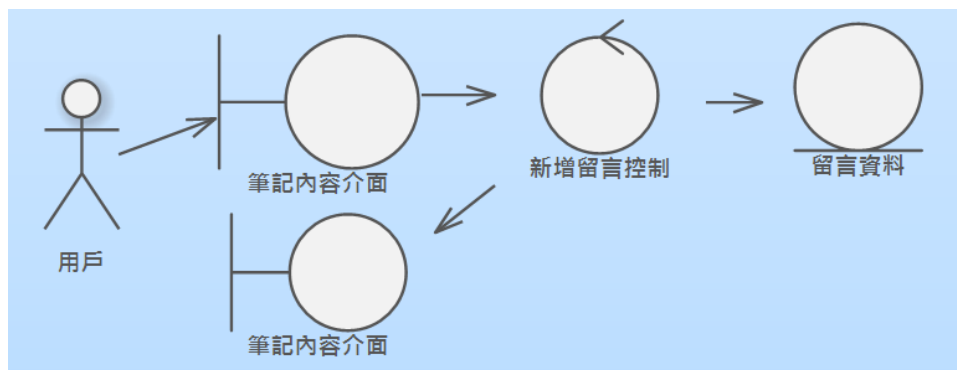 筆記內容介面
新增留言控制
留言資料
用戶
筆記內容介面